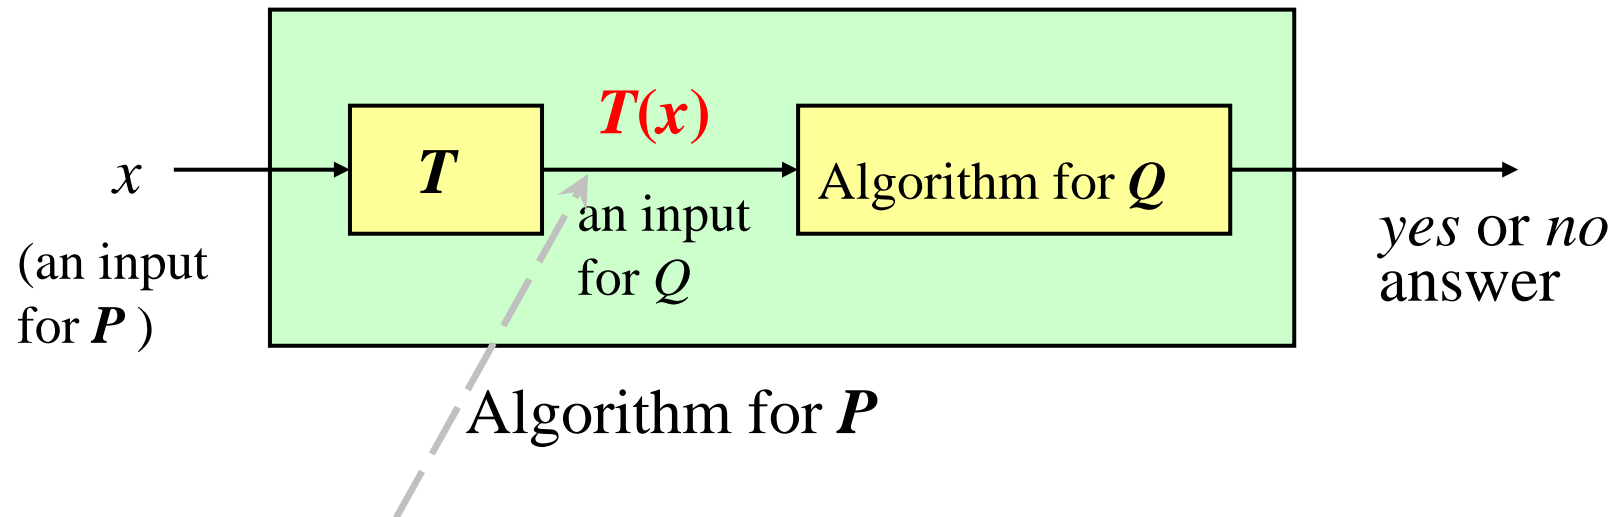 T(x)
x
T
Algorithm for Q
an input
for Q
yes or no
answer
(an input
for P )
Algorithm for P